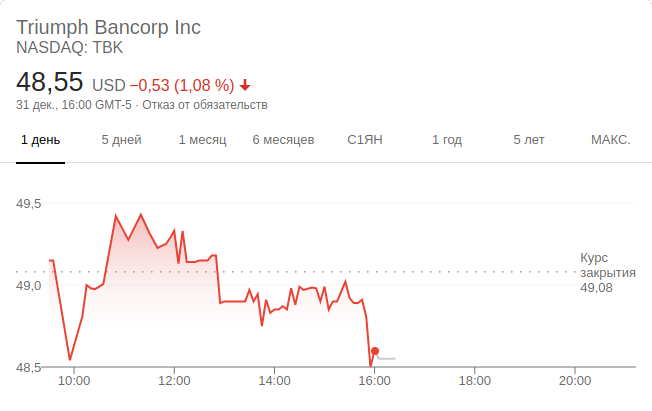 Triumph Bancorp Inc
NASDAQ: TBK
48,55 USD −0,53 (1,08 %)
31 дек., 16:00 GMT-5 · Отказ от обязательств
1 день 5 дней 1 месяц 6 месяцев С1ЯН 1 год 5 лет МАКС.
49,5
Курс
закрытия
49,08
49,0
48,5
10:00 12:00 14:00 16:00 18:00 20:00